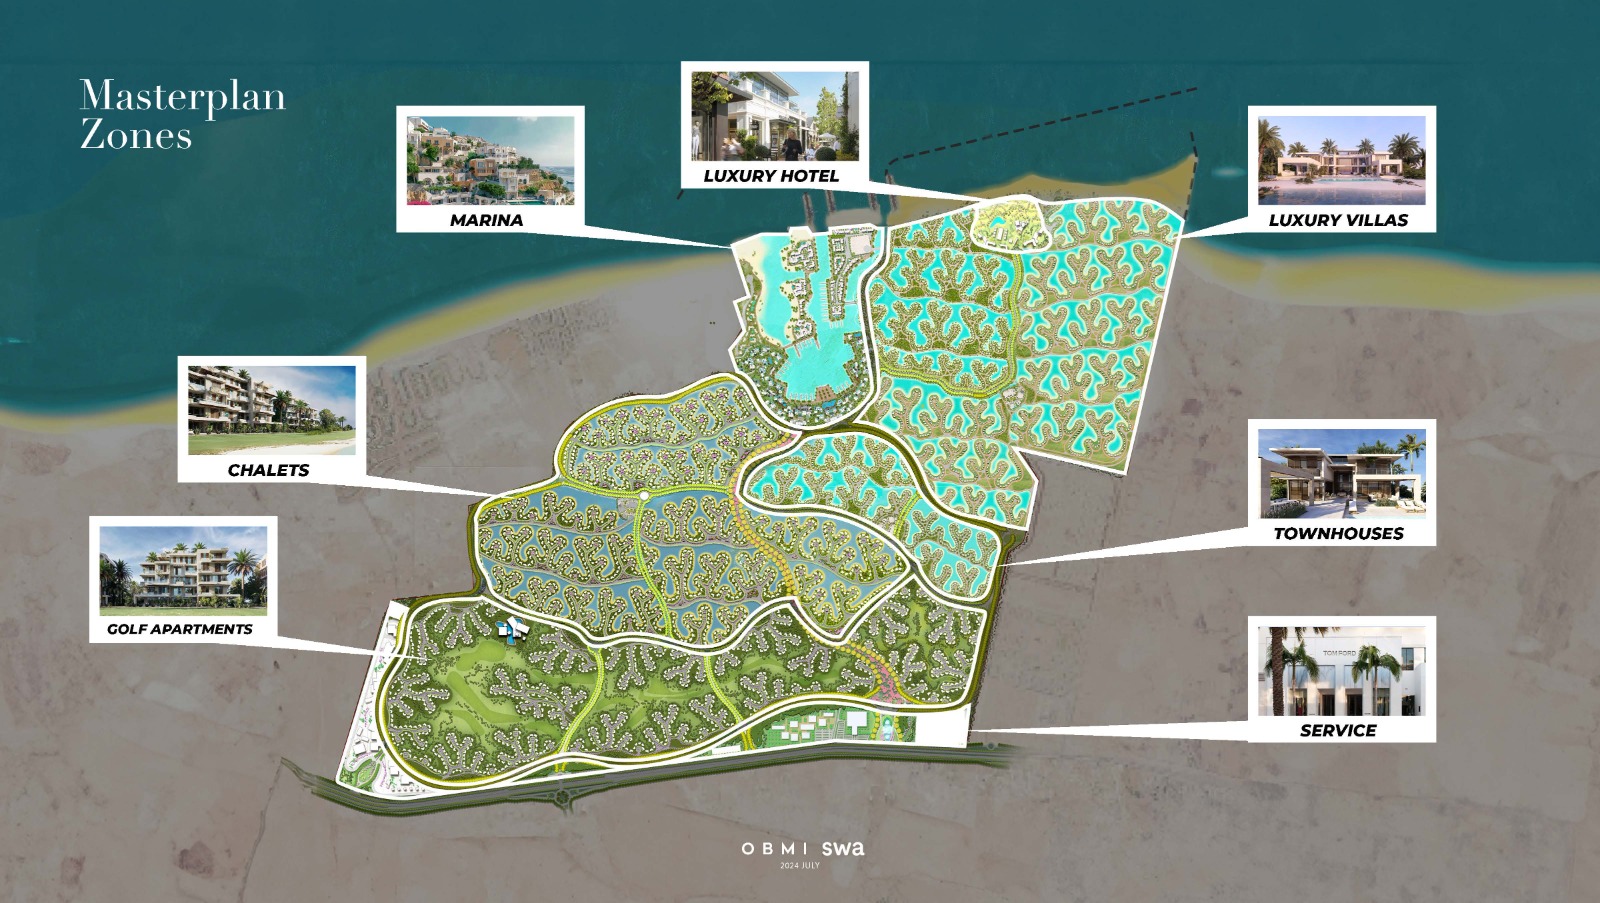 Masterplan
Zones
MARINA
LUXURY HOTEL
LUXURY VILLAS
CHALETS
TOWNHOUSES
GOLF APARTMENTS
TOM FORD
SERVICE
OBMI swa
2024 JULY